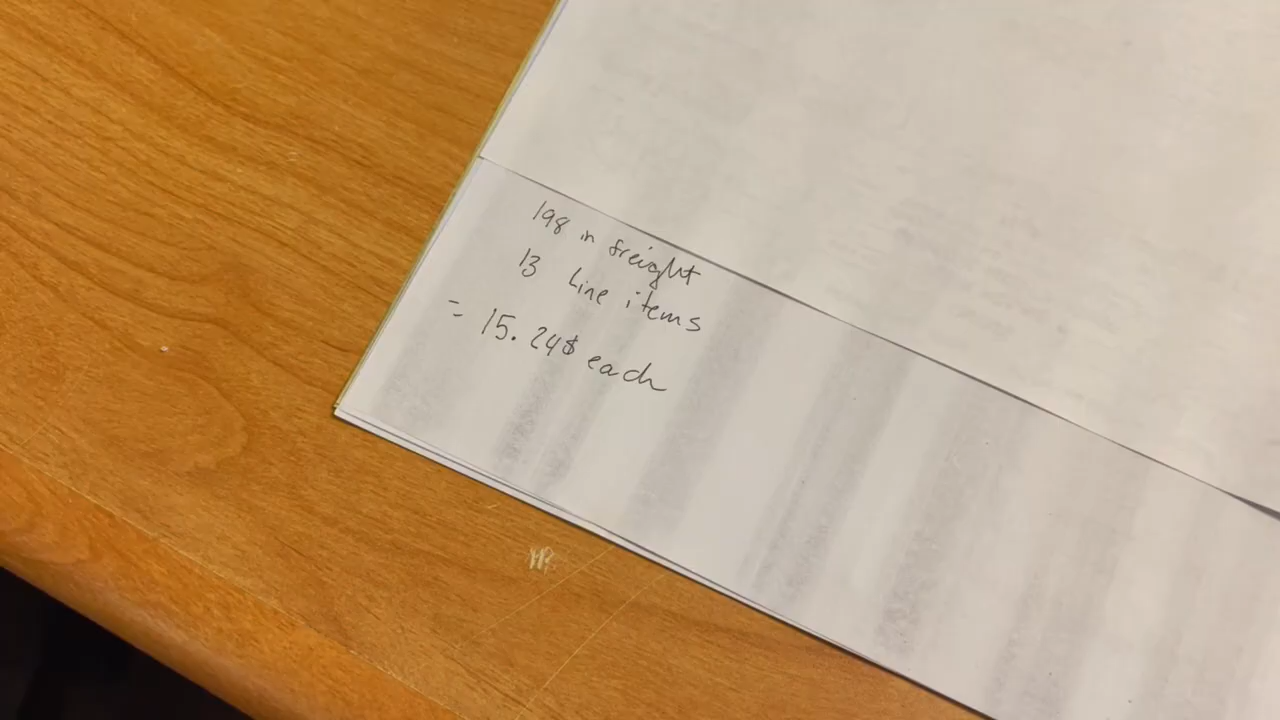 198 in freight
13 Line items
= 15.24$ each